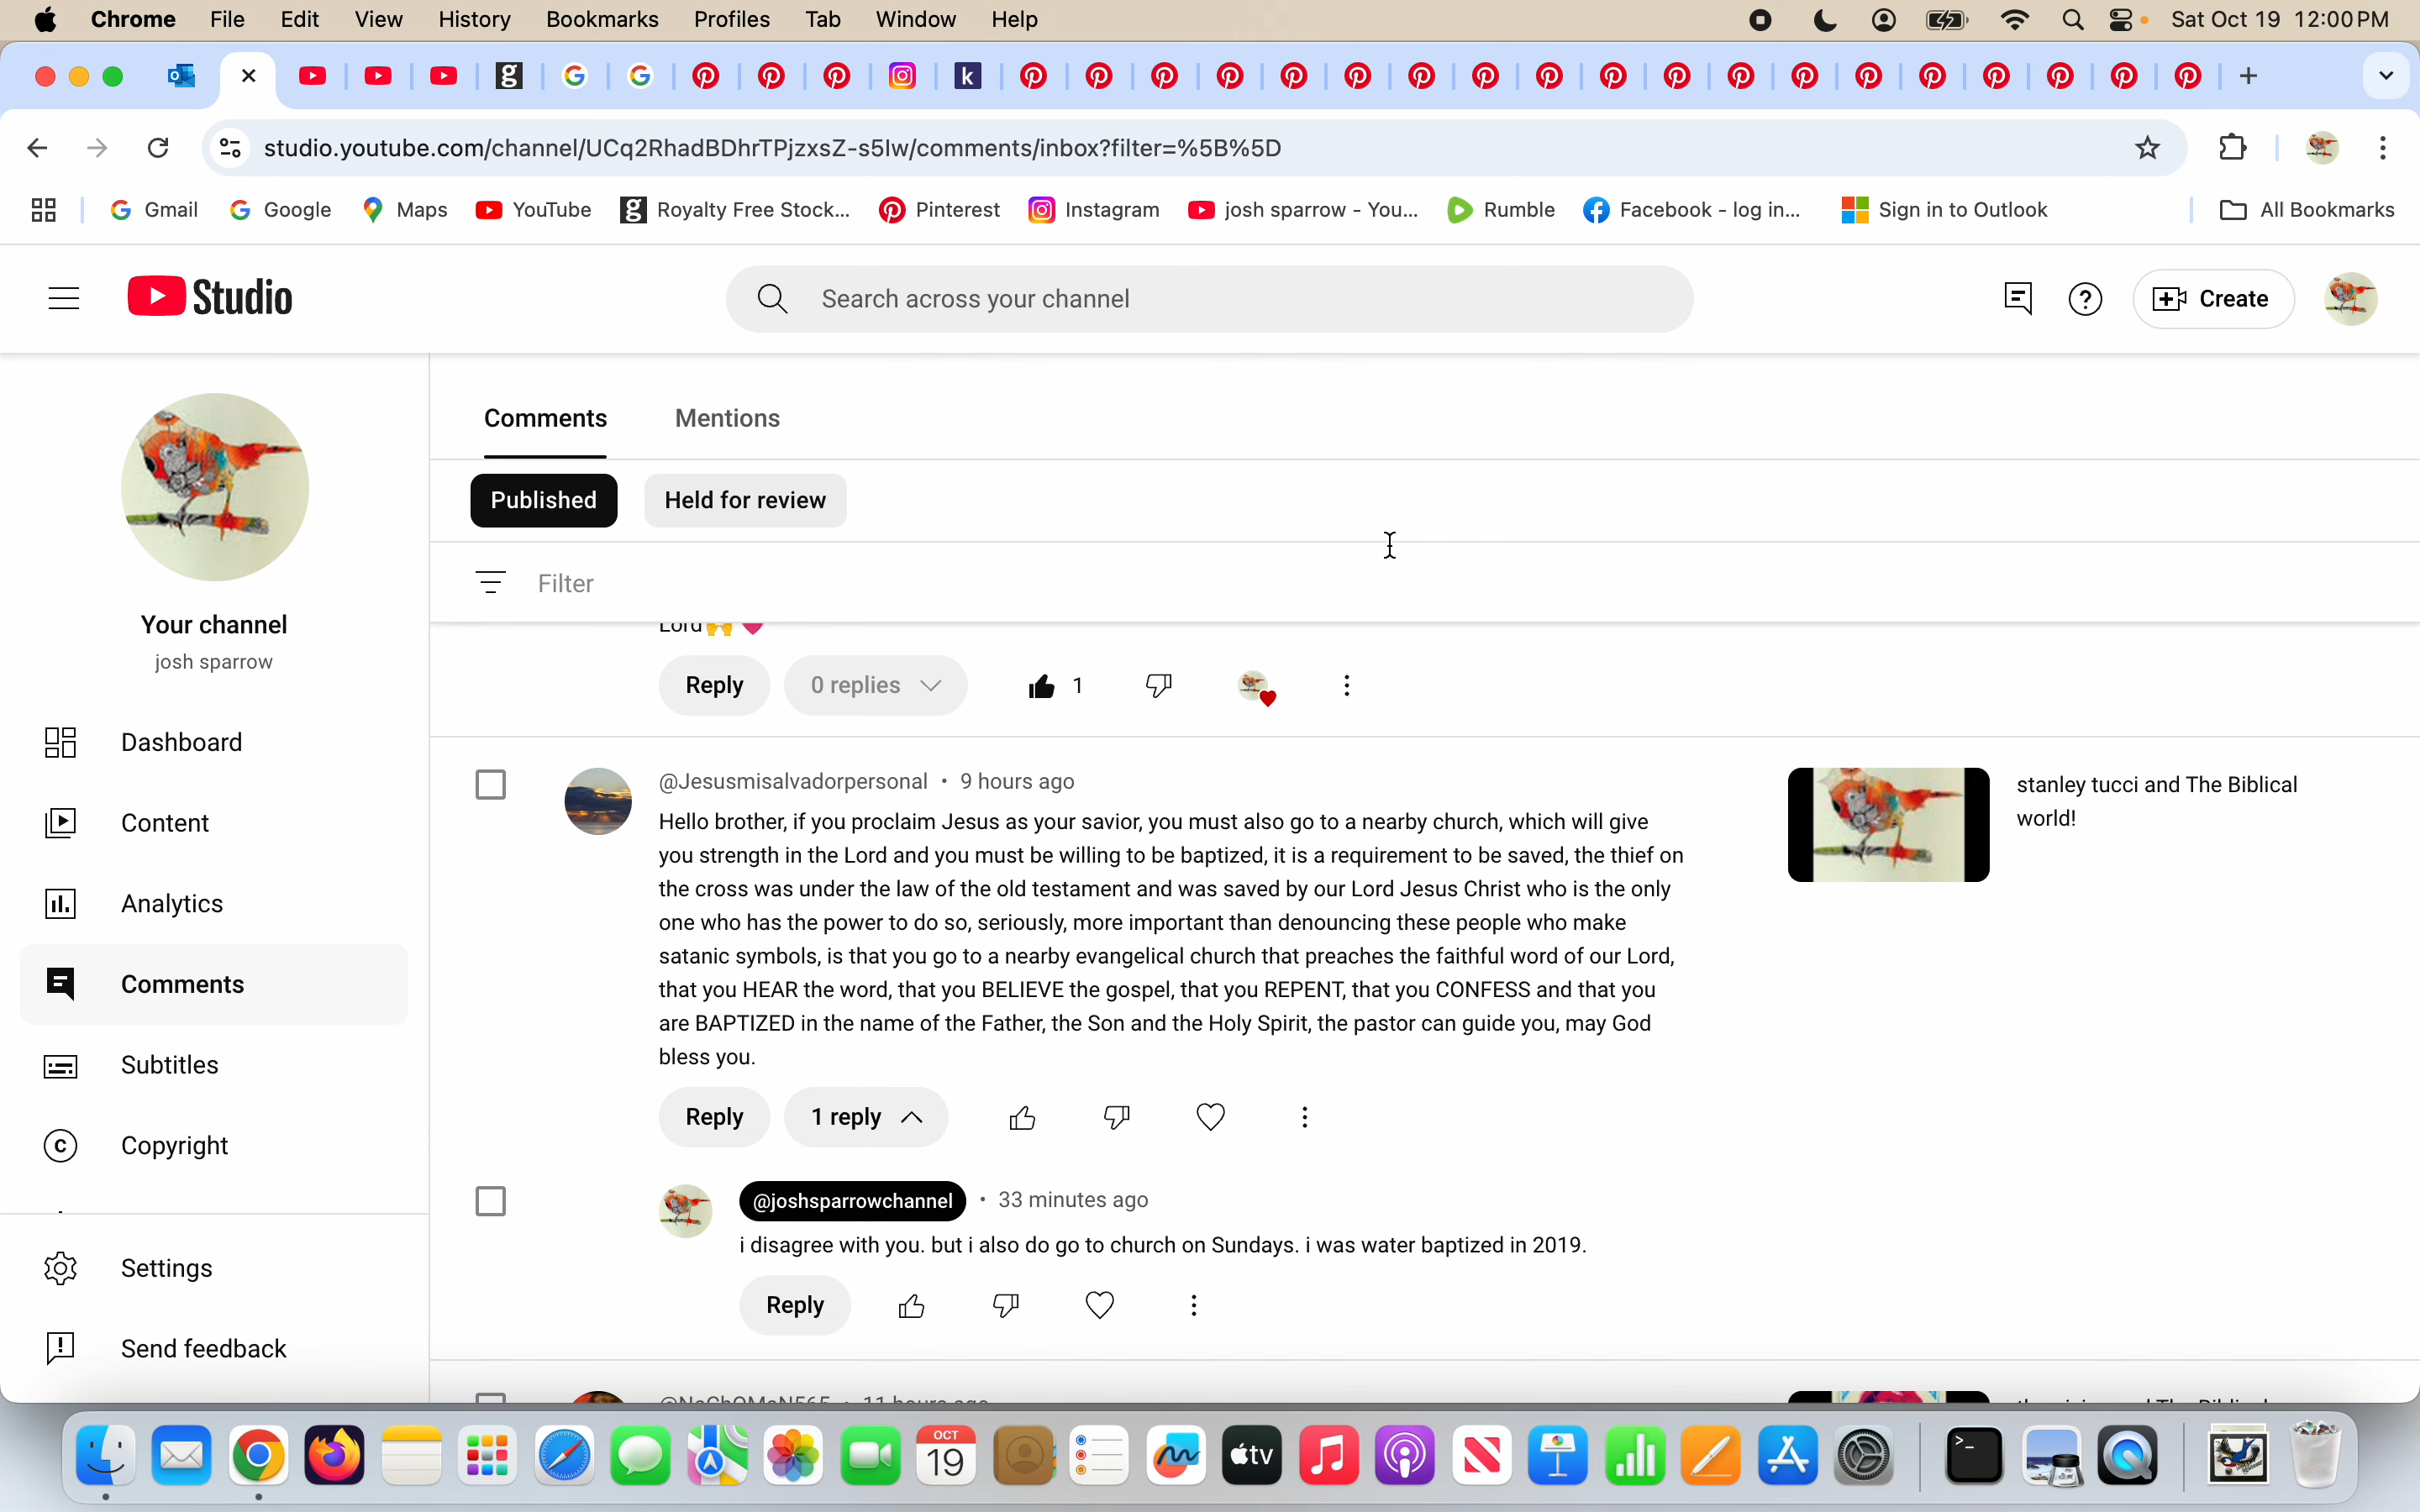 Chrome File Edit View History Bookmarks Profiles Tab Window Help Sat Oct 19 12:00 PM
studio.youtube.com/channel/UCq2RhadBDhrTPjzxsZ-s5lw/comments/inbox?filter=%5B%5D
Gmail Google Maps YouTube Royalty Free Stock... Pinterest Instagram josh sparrow - You... Rumble Facebook - log in... Sign in to Outlook All Bookmarks
Studio Search across your channel Create
Comments Mentions
Published Held for review
Filter
Your channel
josh sparrow
Dashboard
Content
Analytics
Comments
Subtitles
Copyright
Settings
Send feedback
Lord🙌 💗
Reply 0 replies 1
@Jesusmisalvadorpersonal • 9 hours ago
Hello brother, if you proclaim Jesus as your savior, you must also go to a nearby church, which will give
you strength in the Lord and you must be willing to be baptized, it is a requirement to be saved, the thief on
the cross was under the law of the old testament and was saved by our Lord Jesus Christ who is the only
one who has the power to do so, seriously, more important than denouncing these people who make
satanic symbols, is that you go to a nearby evangelical church that preaches the faithful word of our Lord,
that you HEAR the word, that you BELIEVE the gospel, that you REPENT, that you CONFESS and that you
are BAPTIZED in the name of the Father, the Son and the Holy Spirit, the pastor can guide you, may God
bless you.
stanley tucci and The Biblical
world!
Reply 1 reply
@joshsparrowchannel • 33 minutes ago
i disagree with you. but i also do go to church on Sundays. i was water baptized in 2019.
Reply
11 hours ago
OCT
19
tv